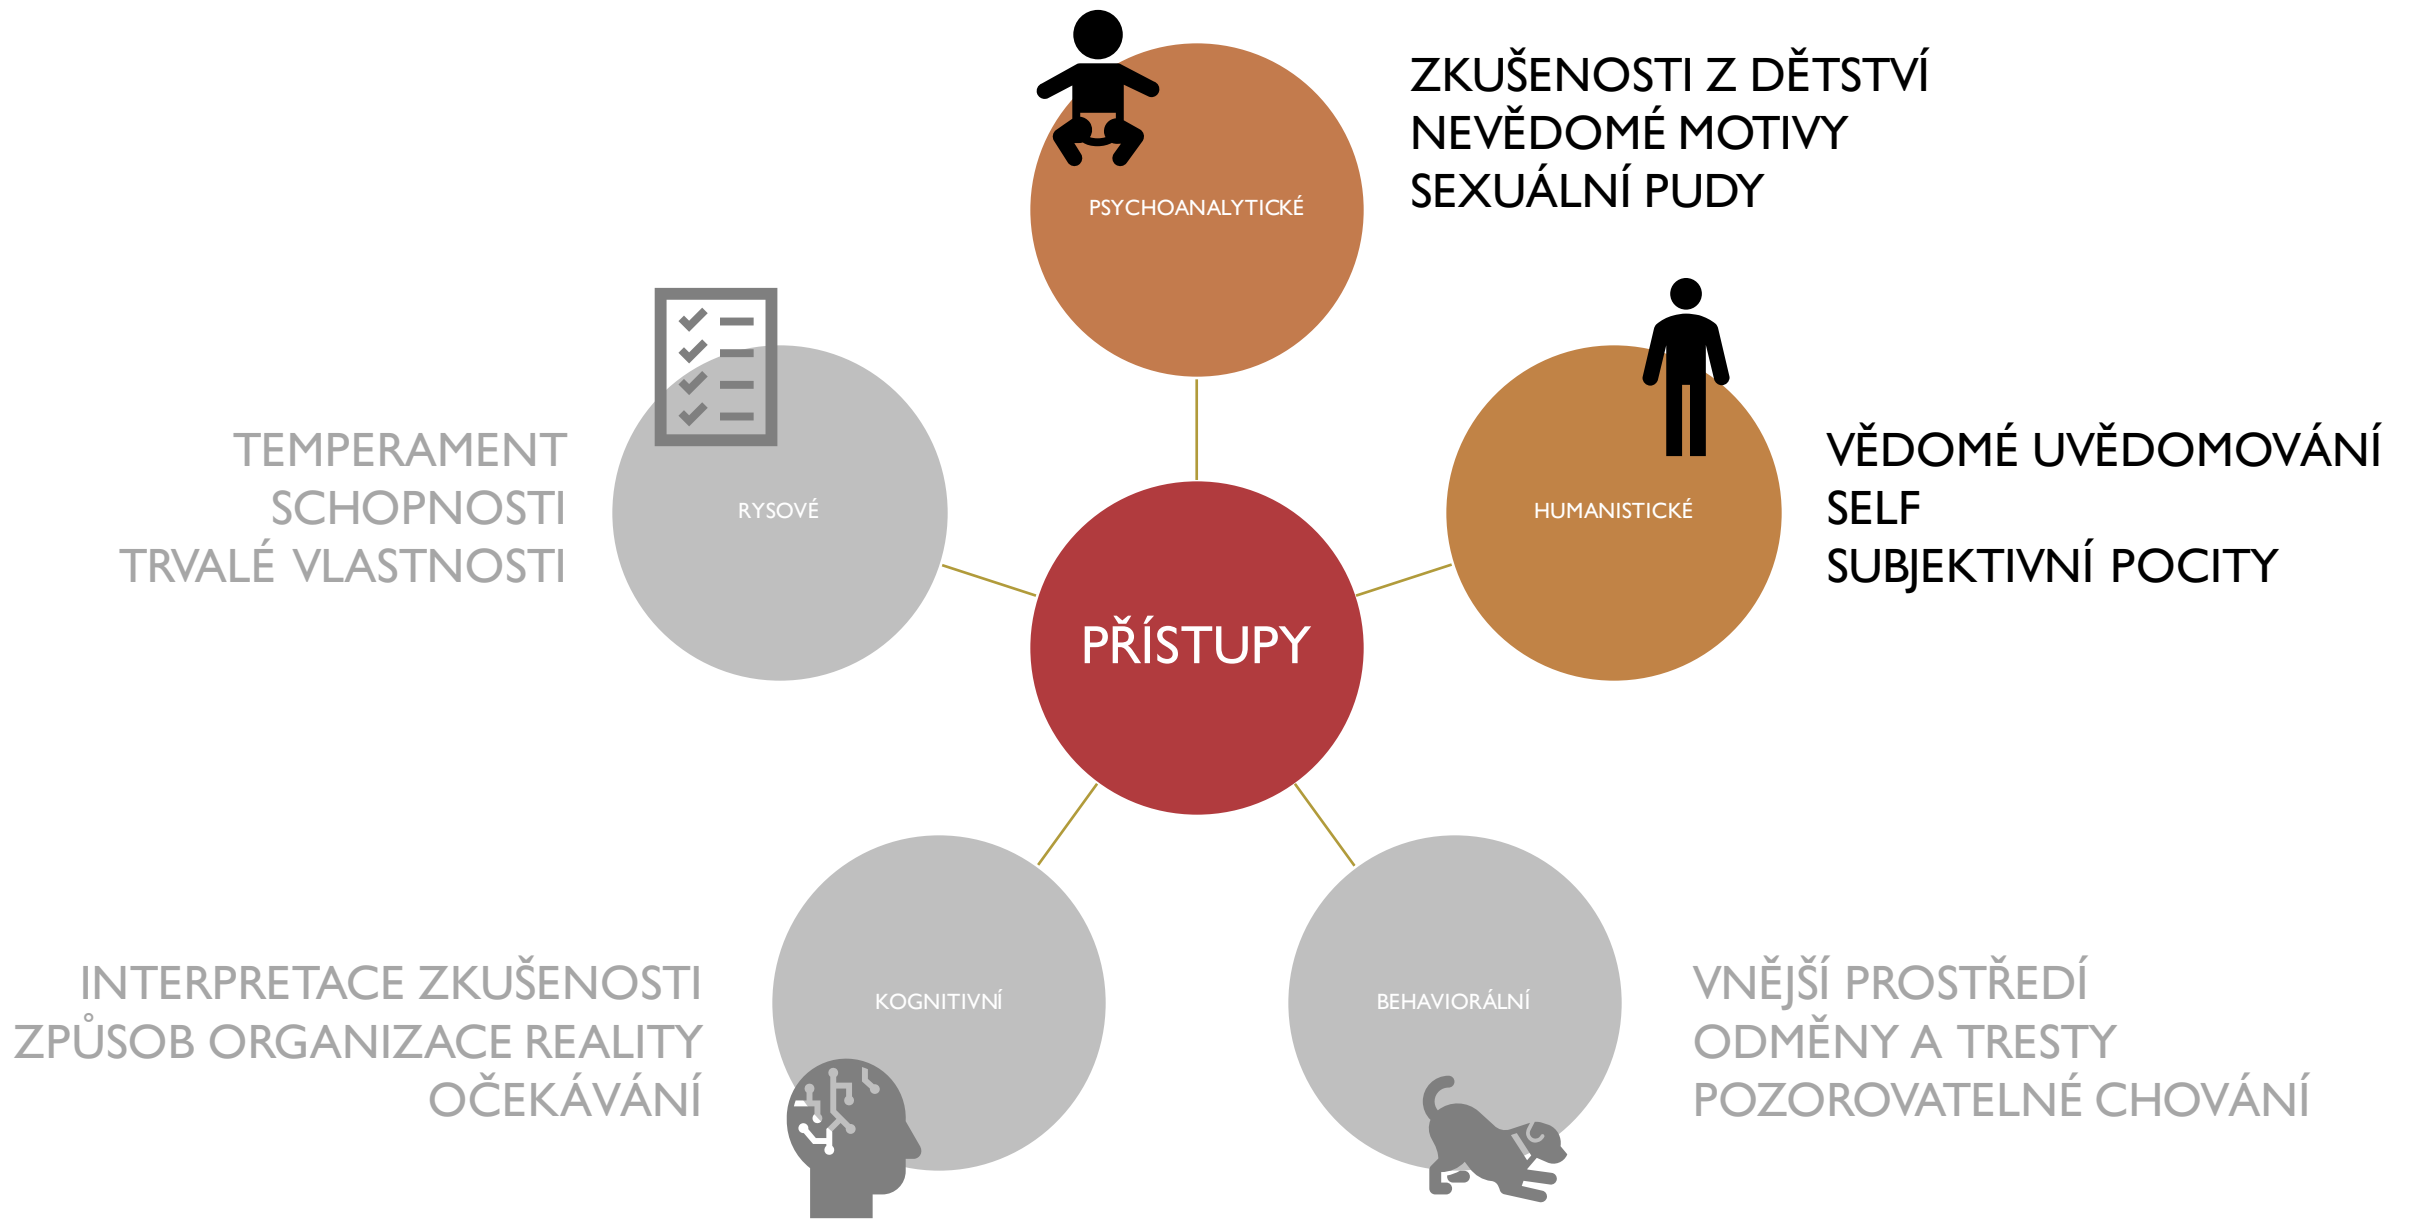 ZKUŠENOSTI Z DĚTSTVÍ
NEVĚDOMÉ MOTIVY
SEXUÁLNÍ PUDY
PSYCHOANALYTICKÉ
TEMPERAMENT
SCHOPNOSTI
TRVALÉ VLASTNOSTI
RYSOVÉ
HUMANISTICKÉ
VĚDOMÉ UVĚDOMOVÁNÍ
SELF
SUBJEKTIVNÍ POCITY
PŘÍSTUPY
INTERPRETACE ZKUŠENOSTI
ZPŮSOB ORGANIZACE REALITY
OČEKÁVÁNÍ
KOGNITIVNÍ
BEHAVIORÁLNÍ
VNĚJŠÍ PROSTŘEDÍ
ODMĚNY A TRESTY
POZOROVATELNÉ CHOVÁNÍ